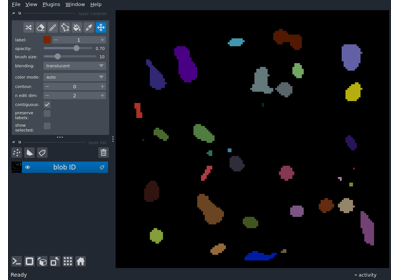 File View Plugins Window Help
label: 1
opacity: 0.70
brush size: 10
blending: translucent
color mode: auto
contour: 0
n edit dim: 2
contiguous:
preserve
labels:
show
selected:
blob ID
Ready
activity